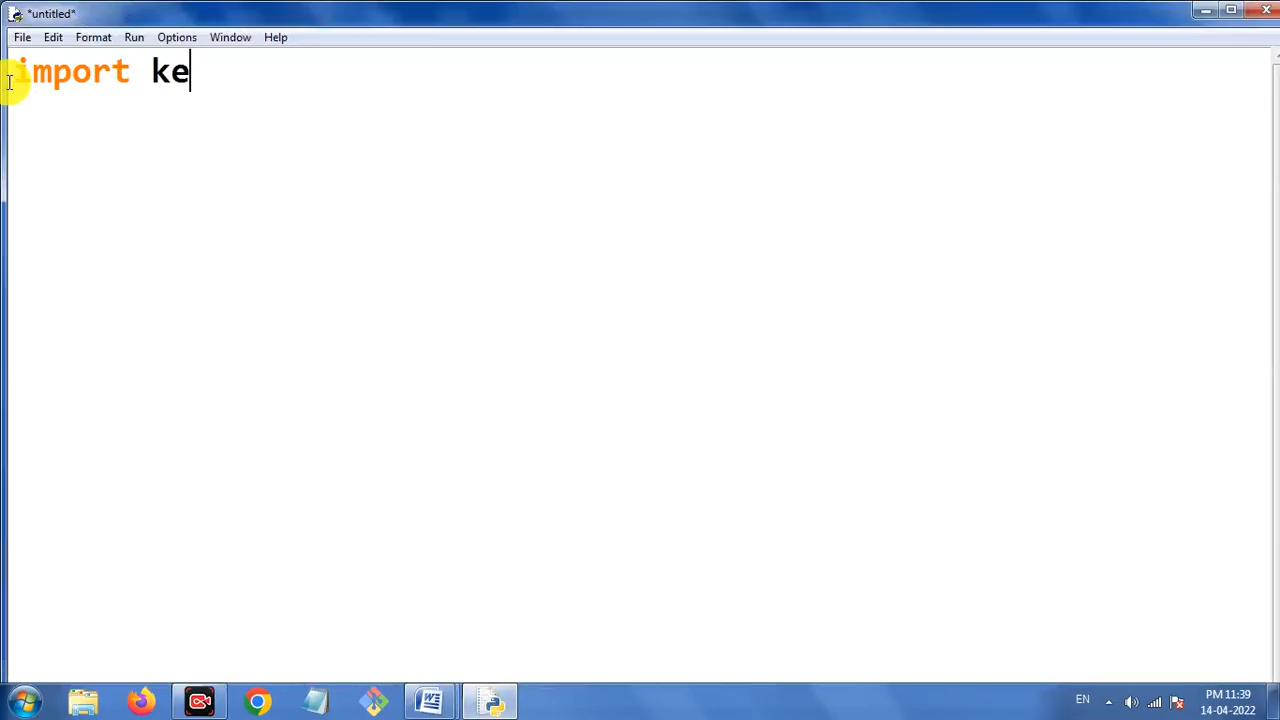 *untitled*
File Edit Format Run Options Window Help
import ke
EN
PM 11:39
14-04-2022